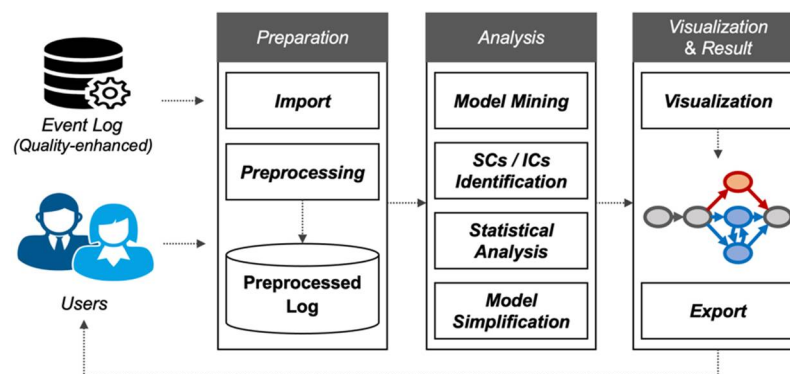 Event Log
(Quality-enhanced)
Users
Preparation
Import
Preprocessing
Preprocessed
Log
Analysis
Model Mining
SCs / ICs
Identification
Statistical
Analysis
Model
Simplification
Visualization
& Result
Visualization
Export